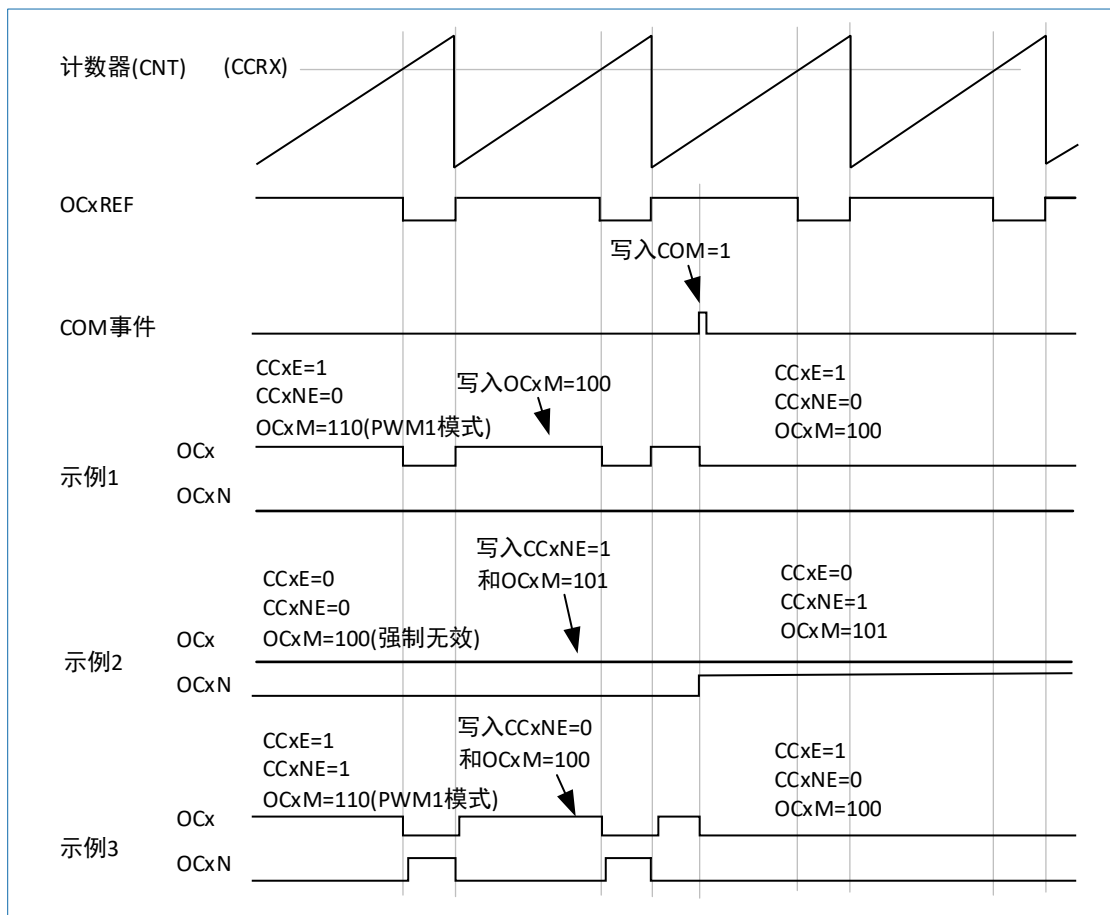 计数器(CNT) (CCRX)
OCxREF
写入COM=1
COM事件
CCxE=1
CCxNE=0
OCxM=110(PWM1模式)
写入OCxM=100
CCxE=1
CCxNE=0
OCxM=100
示例1
OCx
OCxN
CCxE=0
CCxNE=0
OCxM=100(强制无效)
写入CCxNE=1
和OCxM=101
CCxE=0
CCxNE=1
OCxM=101
示例2
OCx
OCxN
CCxE=1
CCxNE=1
OCxM=110(PWM1模式)
写入CCxNE=0
和OCxM=100
CCxE=1
CCxNE=0
OCxM=100
示例3
OCx
OCxN